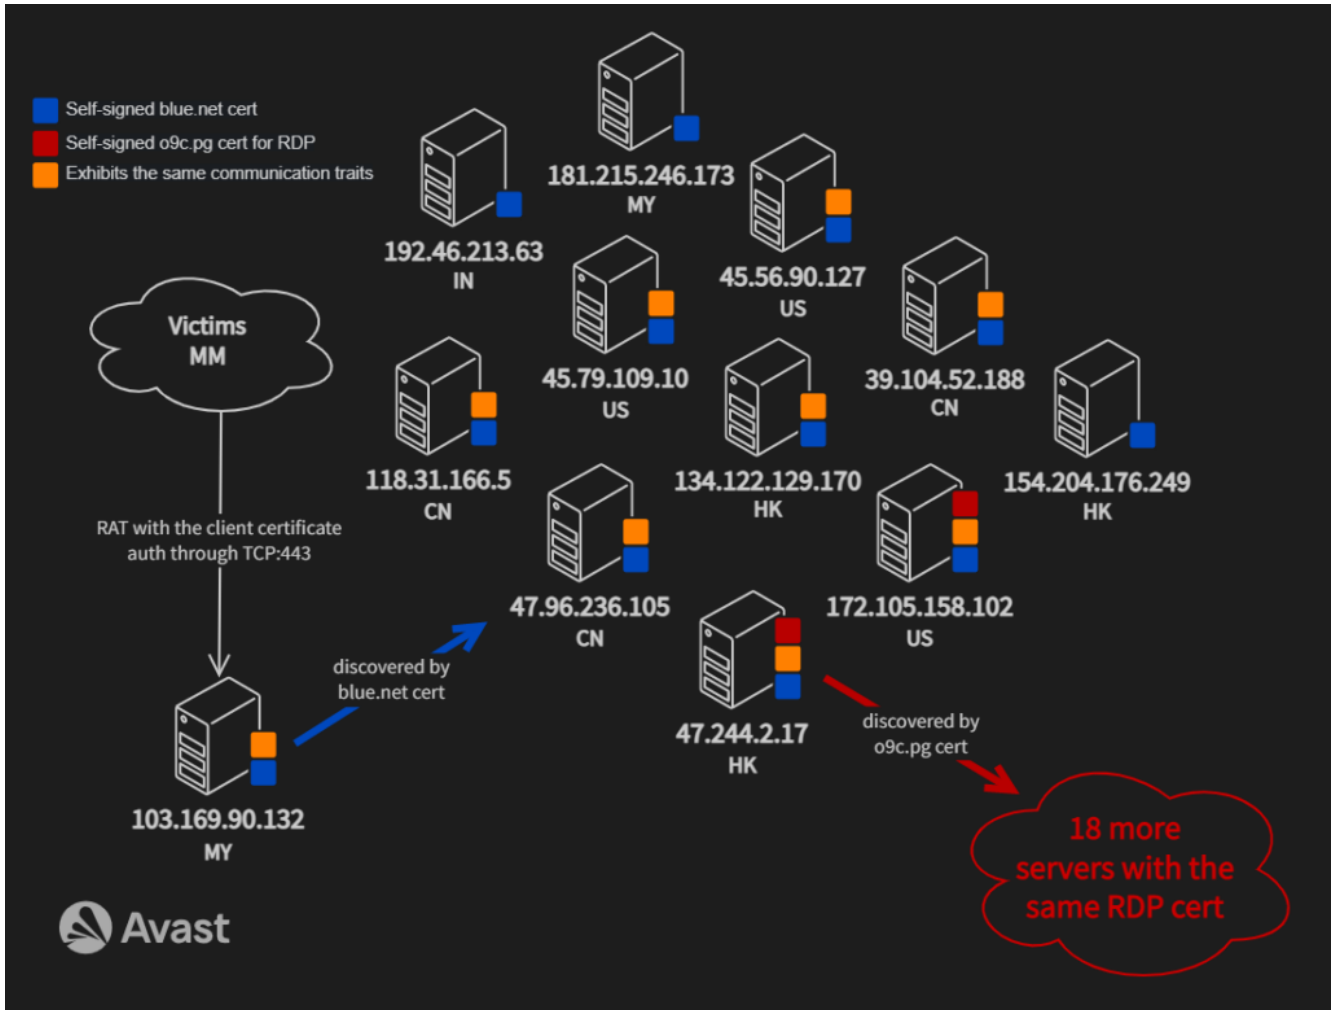 Self-signed blue.net cert
Self-signed o9c.pg cert for RDP
Exhibits the same communication traits
181.215.246.173
MY
192.46.213.63
IN
45.56.90.127
US
Victims
MM
45.79.109.10
US
39.104.52.188
CN
118.31.166.5
CN
134.122.129.170
HK
154.204.176.249
HK
RAT with the client certificate
auth through TCP:443
47.96.236.105
CN
172.105.158.102
US
discovered by
blue.net cert
47.244.2.17
HK
discovered by
o9c.pg cert
103.169.90.132
MY
18 more
servers with the
same RDP cert
Avast